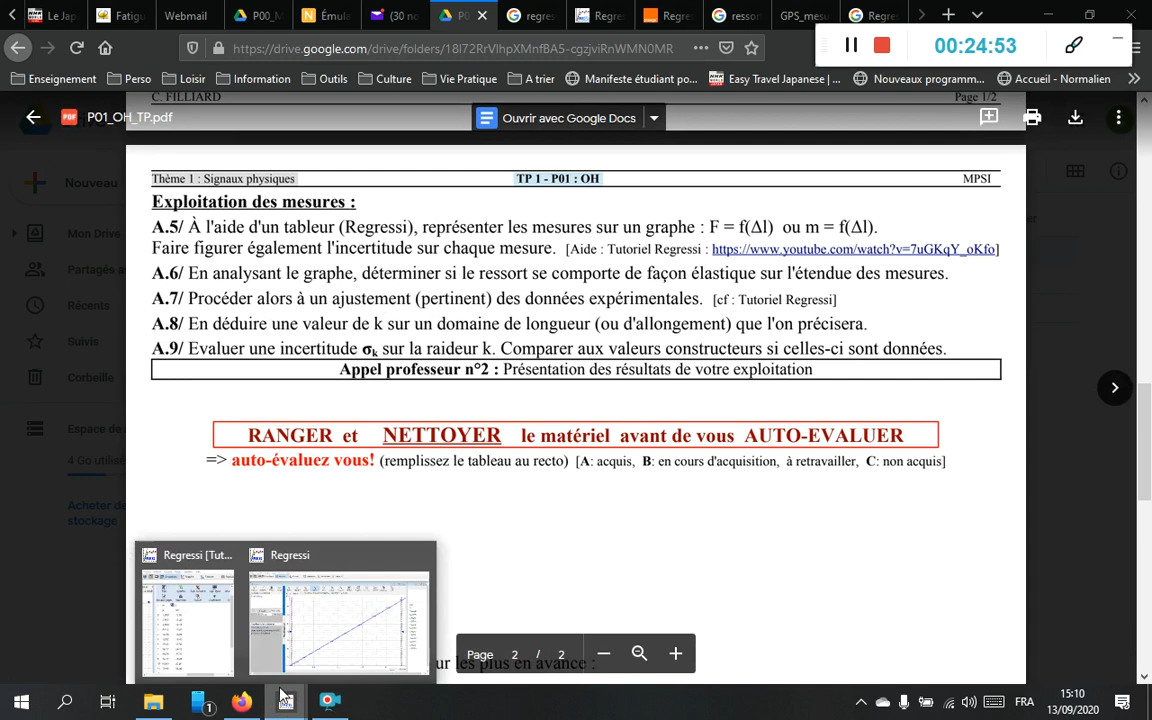 Le Jap
Fatigu
Webmail
P00_M
Émula
(30 no
P0
regres
Regre
Regre
ressor
GPS_mesu
Regres
https://drive.google.com/drive/folders/18I72RrVlhpXMnfBA5-cgzjviRnWMN0MR
00:24:53
Enseignement
Perso
Loisir
Information
Outils
Culture
Vie Pratique
A trier
Manifeste étudiant po...
Easy Travel Japanese | ...
Nouveaux programm...
Accueil - Normalien
C. FILLIARD
Page 1/2
PDF P01_OH_TP.pdf
Ouvrir avec Google Docs
Nouveau
Mon Drive
Partagés a
Récents
Suivis
Corbeille
Espace de
4 Go utilisé
Acheter de
stockage
Thème 1 : Signaux physiques TP 1 - P01 : OH MPSI
Exploitation des mesures :
A.5/ À l'aide d'un tableur (Regressi), représenter les mesures sur un graphe : F = f(Δl) ou m = f(Δl).
Faire figurer également l'incertitude sur chaque mesure. [Aide : Tutoriel Regressi : https://www.youtube.com/watch?v=7uGKqY_oKfo]
A.6/ En analysant le graphe, déterminer si le ressort se comporte de façon élastique sur l'étendue des mesures.
A.7/ Procéder alors à un ajustement (pertinent) des données expérimentales. [cf : Tutoriel Regressi]
A.8/ En déduire une valeur de k sur un domaine de longueur (ou d'allongement) que l'on précisera.
A.9/ Evaluer une incertitude σk sur la raideur k. Comparer aux valeurs constructeurs si celles-ci sont données.
Appel professeur n°2 : Présentation des résultats de votre exploitation
RANGER et NETTOYER le matériel avant de vous AUTO-EVALUER
=> auto-évaluez vous! (remplissez le tableau au recto) [A: acquis, B: en cours d'acquisition, à retravailler, C: non acquis]
Regressi [Tut...
Regressi
Page 2 / 2
ur les plus en avance :
1
FRA
15:10
13/09/2020